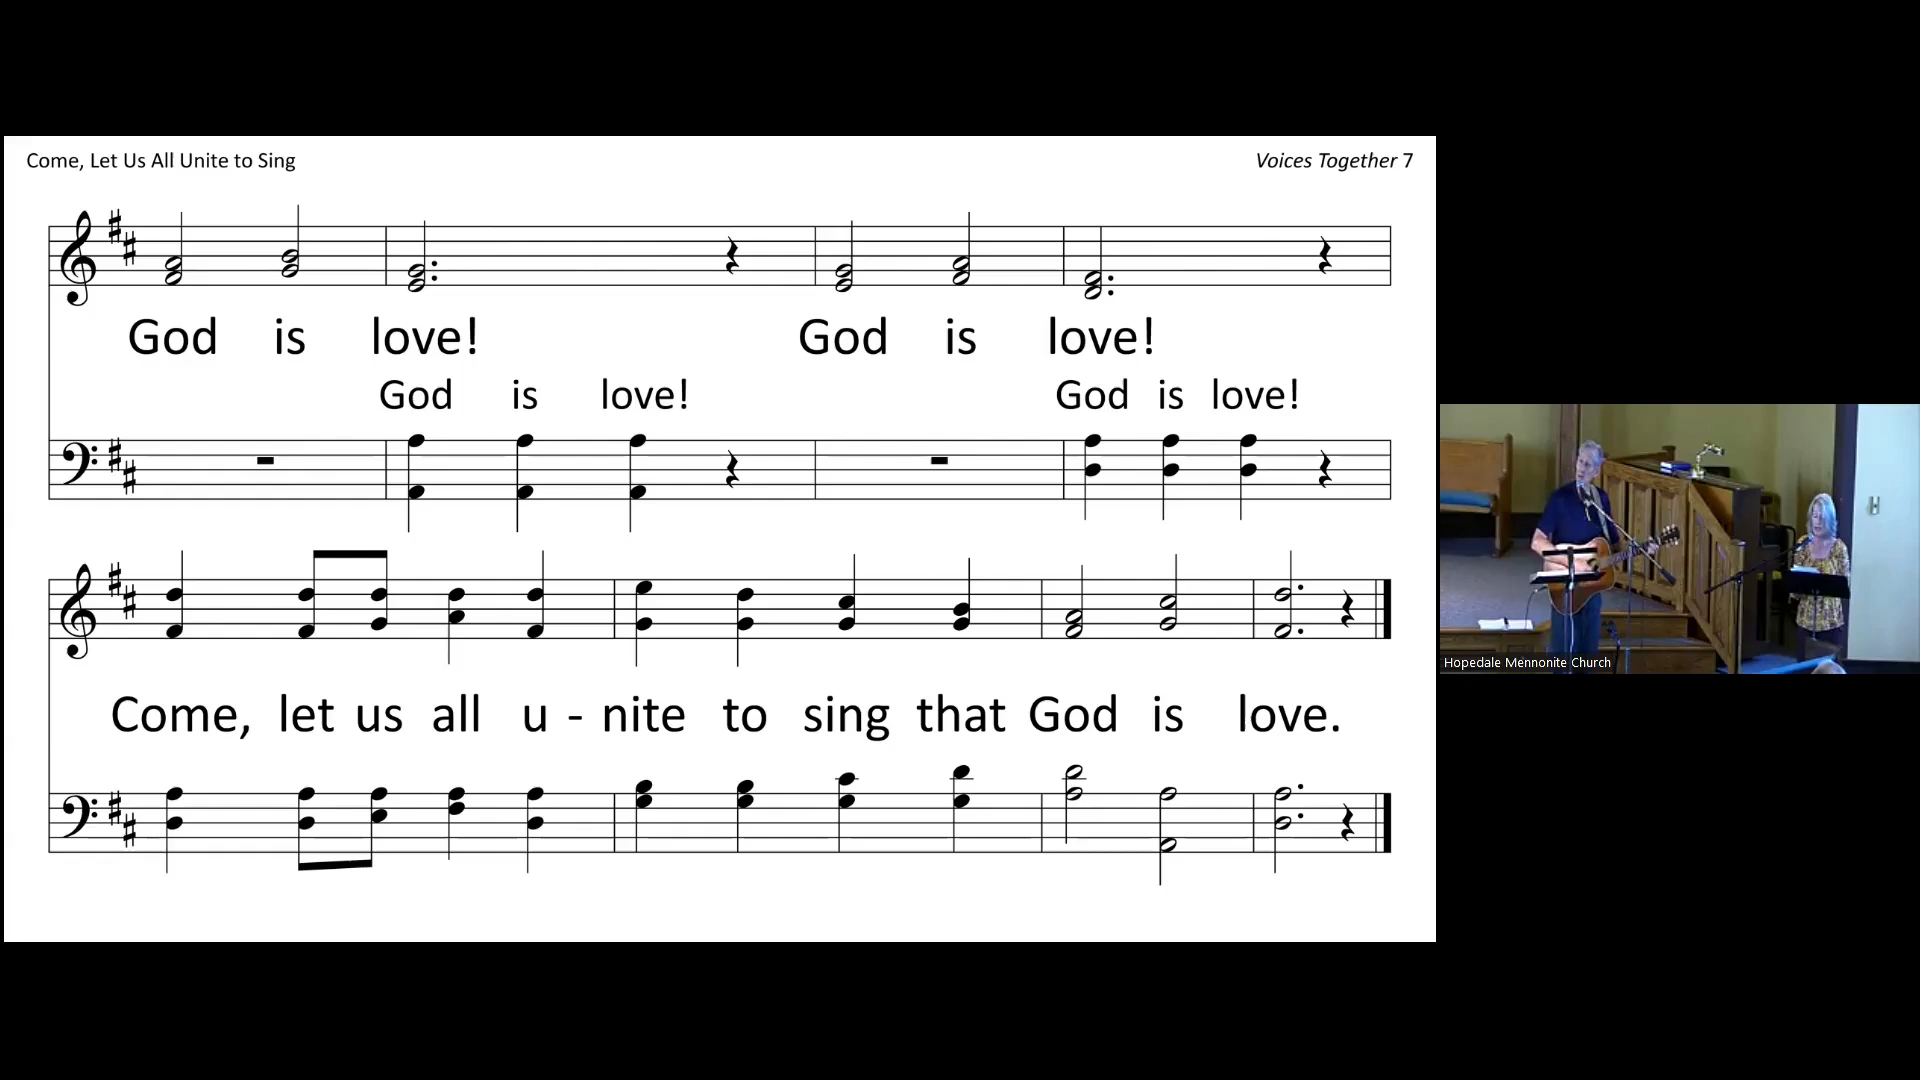 Come, Let Us All Unite to Sing
Voices Together 7
God is love! God is love!
God is love! God is love!
Come, let us all u - nite to sing that God is love.
Hopedale Mennonite Church